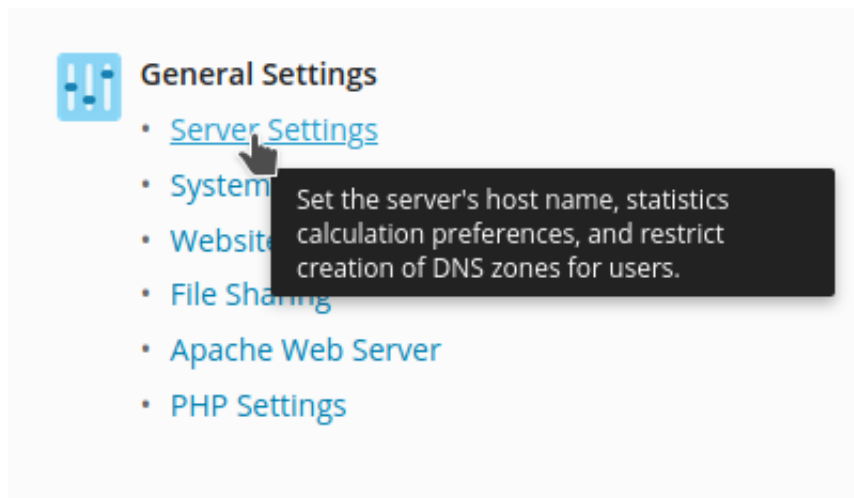 General Settings
• Server Settings
• System
• Website
• File Sharing
• Apache Web Server
• PHP Settings
Set the server's host name, statistics
calculation preferences, and restrict
creation of DNS zones for users.